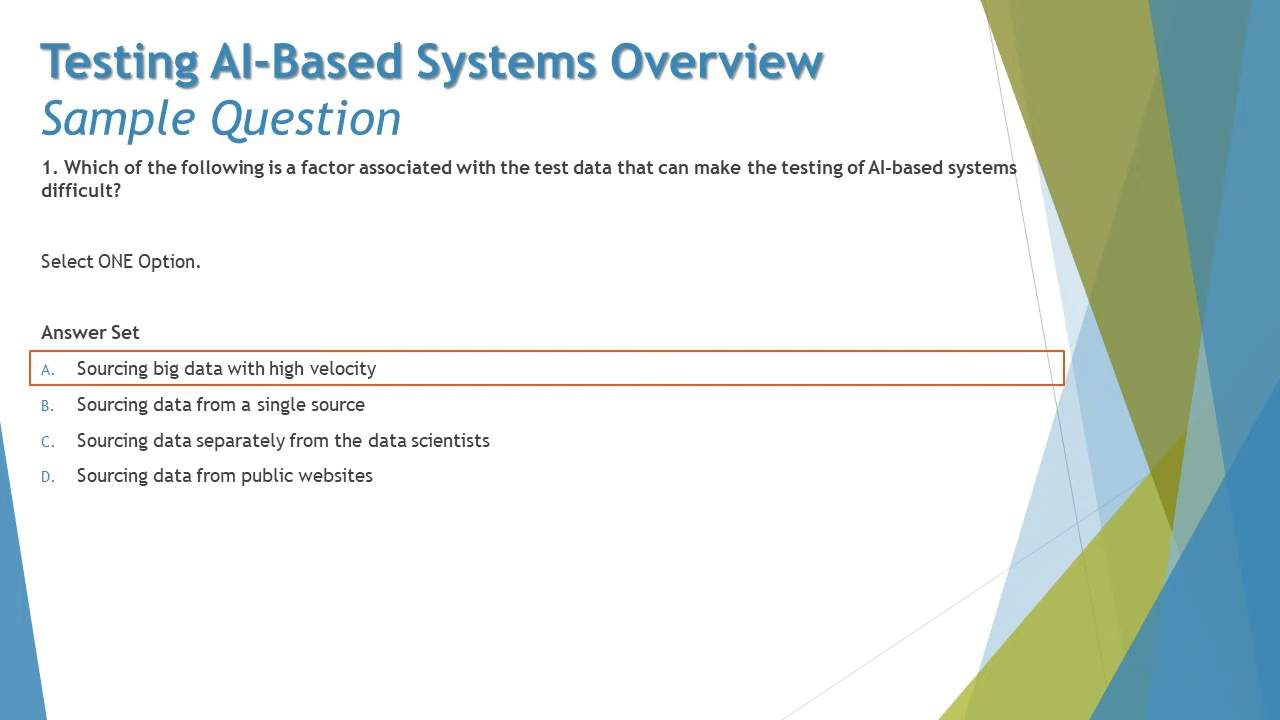 Testing AI-Based Systems Overview
Sample Question
1. Which of the following is a factor associated with the test data that can make the testing of AI-based systems
difficult?
Select ONE Option.
Answer Set
A. Sourcing big data with high velocity
B. Sourcing data from a single source
C. Sourcing data separately from the data scientists
D. Sourcing data from public websites